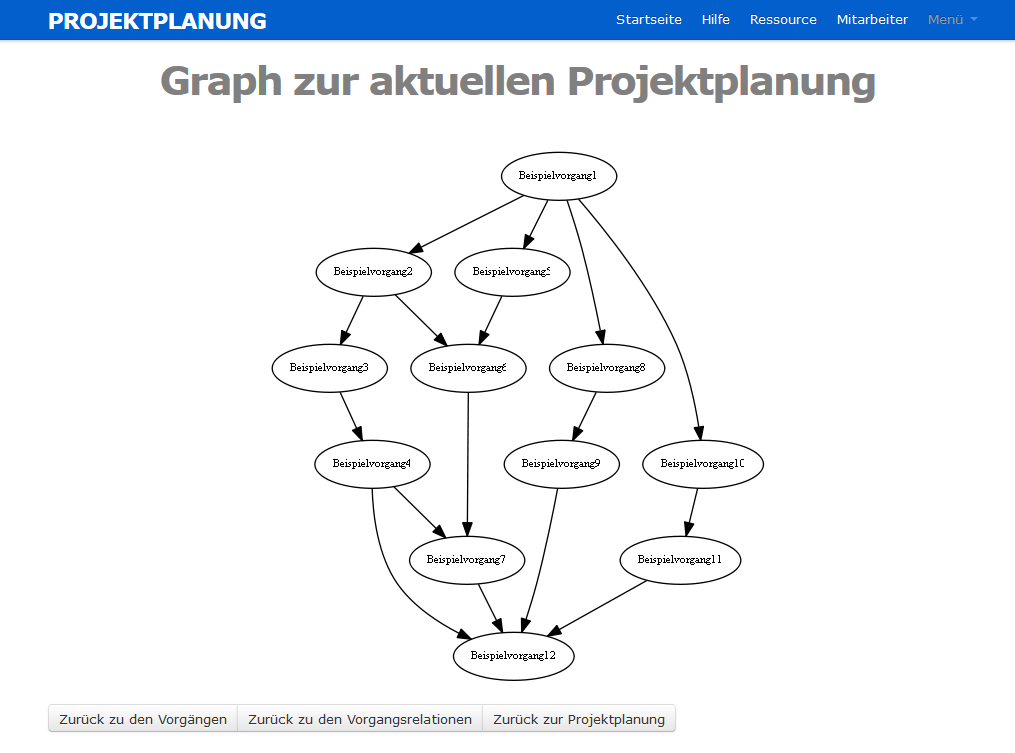 PROJEKTPLANUNG Startseite Hilfe Ressource Mitarbeiter Menü
Graph zur aktuellen Projektplanung
Beispielvorgang1
Beispielvorgang2 Beispielvorgang5
Beispielvorgang3 Beispielvorgang6 Beispielvorgang8
Beispielvorgang4 Beispielvorgang9 Beispielvorgang10
Beispielvorgang7 Beispielvorgang11
Beispielvorgang12
Zurück zu den Vorgängen Zurück zu den Vorgangsrelationen Zurück zur Projektplanung